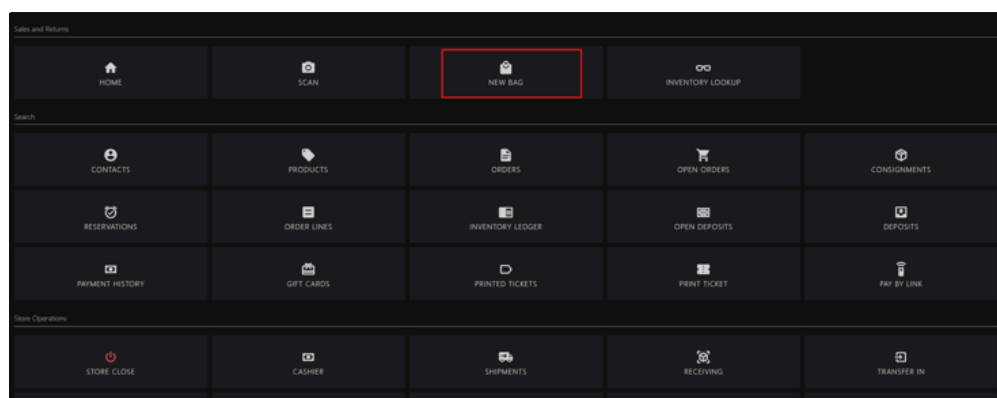 Sales and Returns
HOME
SCAN
NEW BAG
INVENTORY LOOKUP
Search
CONTACTS
PRODUCTS
ORDERS
OPEN ORDERS
CONSIGNMENTS
RESERVATIONS
ORDER LINES
INVENTORY LEDGER
OPEN DEPOSITS
DEPOSITS
PAYMENT HISTORY
GIFT CARDS
PRINTED TICKETS
PRINT TICKET
PAY BY LINK
Store Operations
STORE CLOSE
CASHIER
SHIPMENTS
RECEIVING
TRANSFER IN